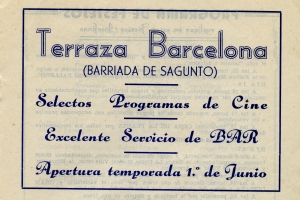 Terraza Barcelona
(BARRIADA DE SAGUNTO)
Selectos Programas de Cine
Excelente Servicio de BAR
Apertura temporada 1.º de Junio